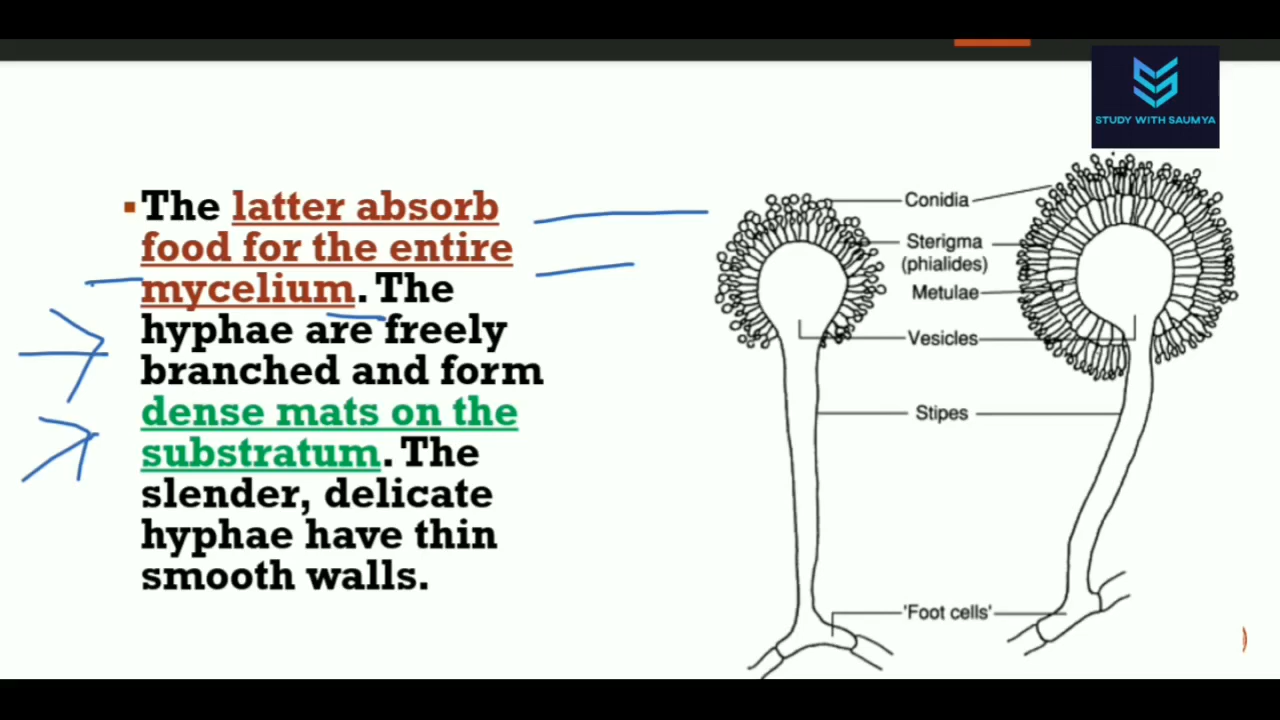 STUDY WITH SAUMYA
▪The latter absorb
food for the entire
mycelium. The
hyphae are freely
branched and form
dense mats on the
substratum. The
slender, delicate
hyphae have thin
smooth walls.
Conidia
Sterigma
(phialides)
Metulae
Vesicles
Stipes
'Foot cells'